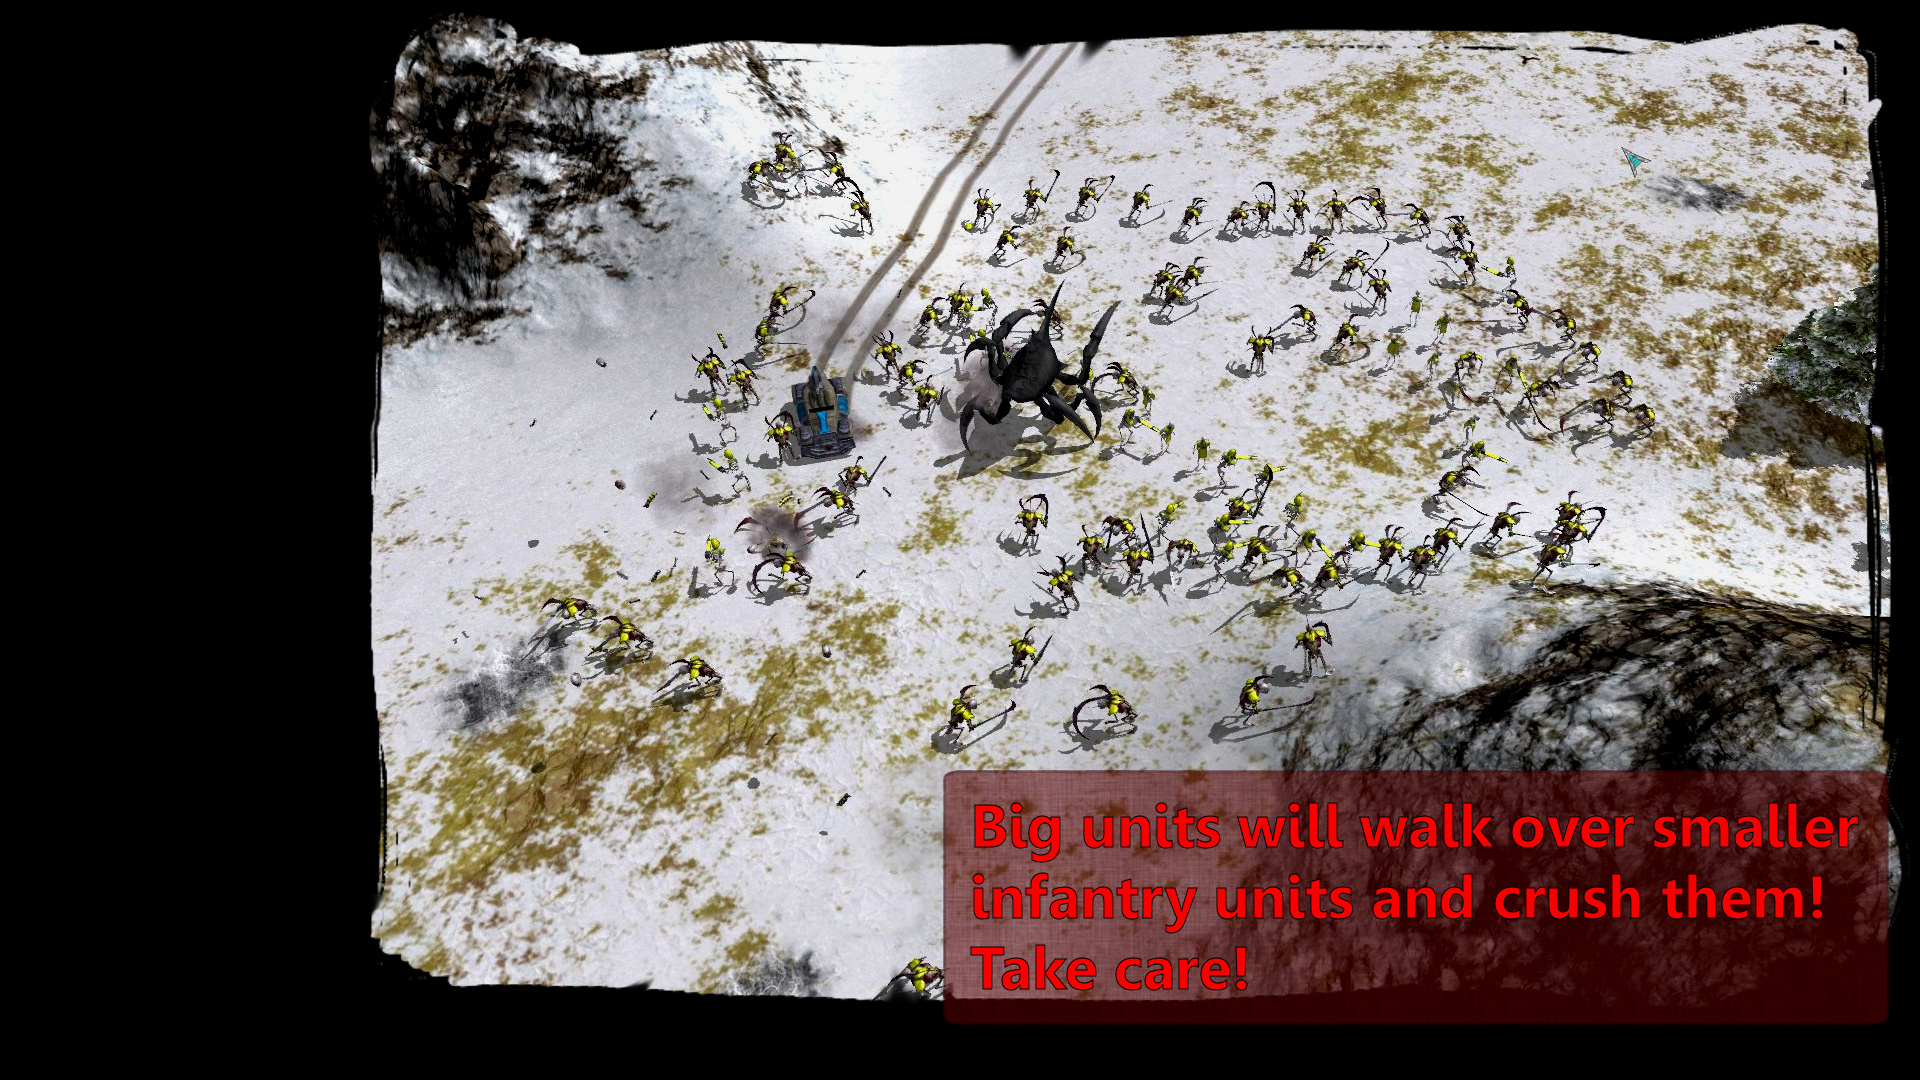 Big units will walk over smaller
infantry units and crush them!
Take care!